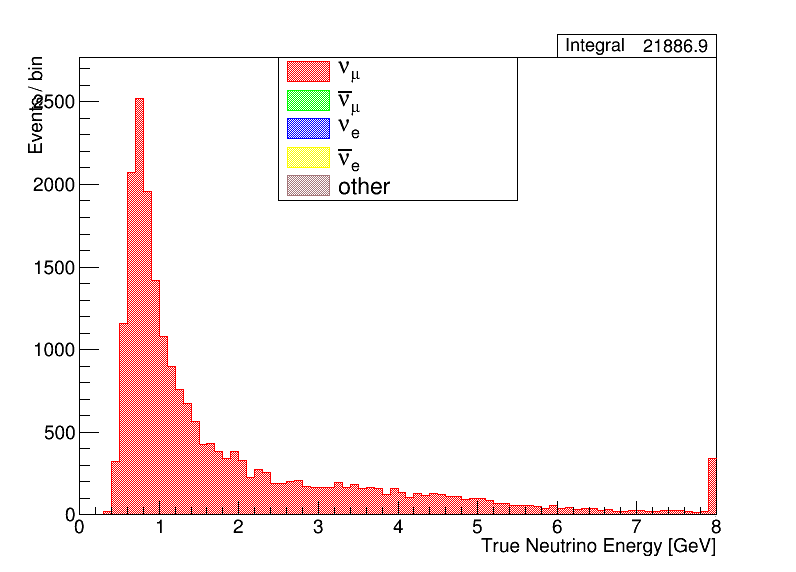 Integral 21886.9
Events / bin
ν_μ
ν̅_μ
ν_e
ν̅_e
other
2500
2000
1500
1000
500
0
0 1 2 3 4 5 6 7 8
True Neutrino Energy [GeV]